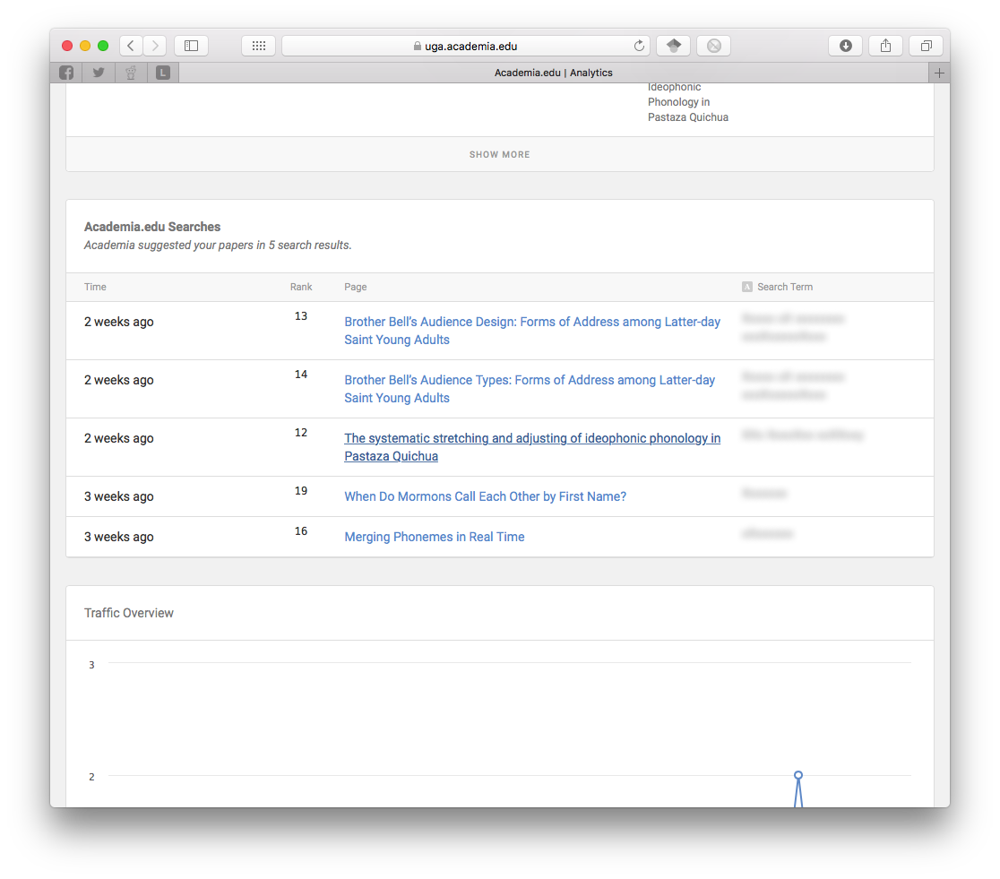 uga.academia.edu
L
Academia.edu | Analytics
Ideophonic
Phonology in
Pastaza Quichua
SHOW MORE
Academia.edu Searches
Academia suggested your papers in 5 search results.
Time Rank Page A Search Term
2 weeks ago 13 Brother Bell’s Audience Design: Forms of Address among Latter-day
Saint Young Adults
2 weeks ago 14 Brother Bell’s Audience Types: Forms of Address among Latter-day
Saint Young Adults
2 weeks ago 12 The systematic stretching and adjusting of ideophonic phonology in
Pastaza Quichua
3 weeks ago 19 When Do Mormons Call Each Other by First Name?
3 weeks ago 16 Merging Phonemes in Real Time
Traffic Overview
3
2